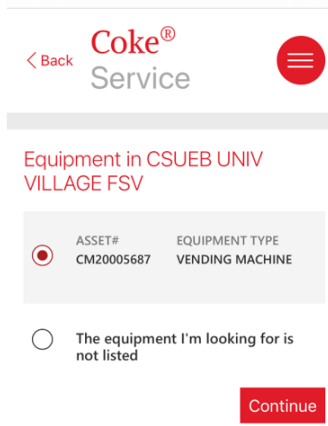 < Back
Coke®
Service
Equipment in CSUEB UNIV
VILLAGE FSV
ASSET# EQUIPMENT TYPE
CM20005687 VENDING MACHINE
The equipment I'm looking for is
not listed
Continue